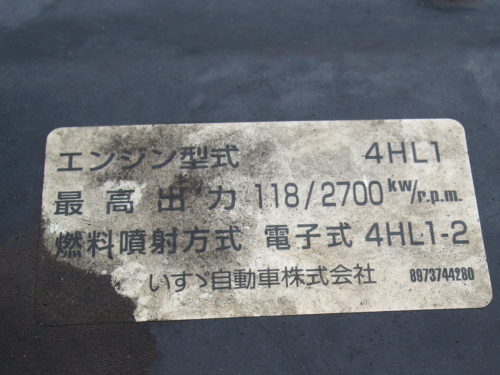 エンジン型式 4HL1
最高出力 118/2700 kw/r.p.m.
燃料噴射方式 電子式 4HL1-2
いすゞ自動車株式会社 8973744280